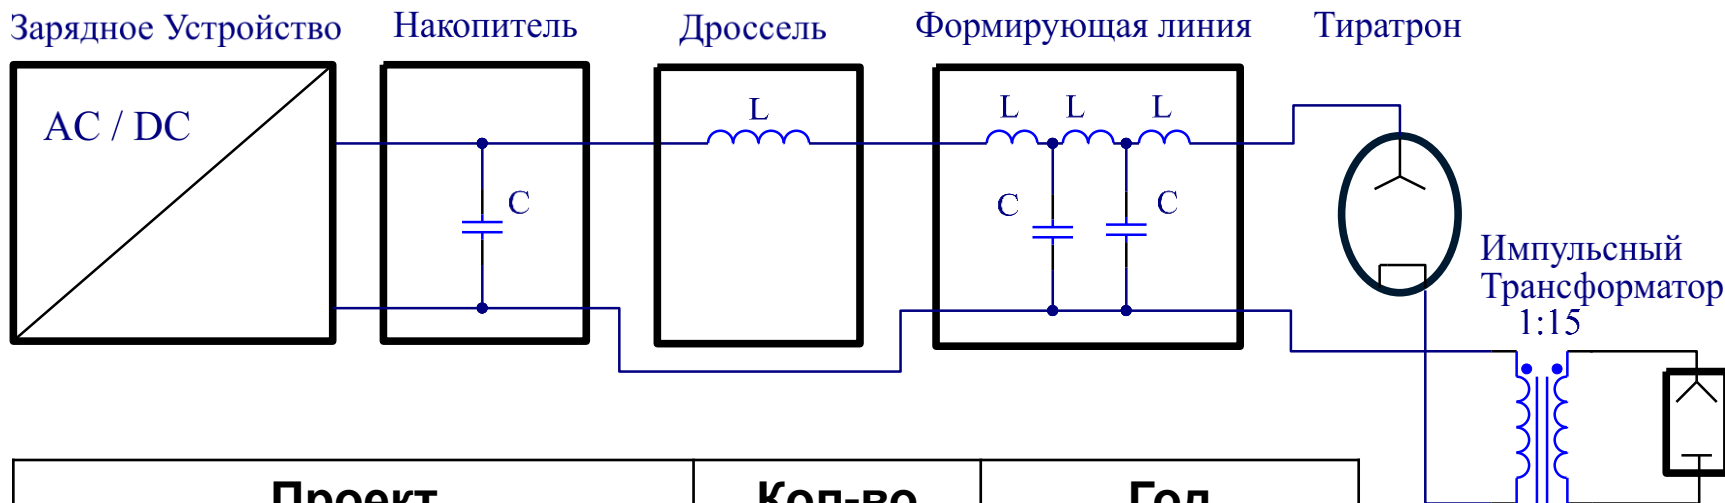 Зарядное Устройство
Накопитель
Дроссель
Формирующая линия
Тиратрон
AC / DC
C
L
L
L
L
C
C
Импульсный
Трансформатор
1:15
Проект
Кол-во
Год